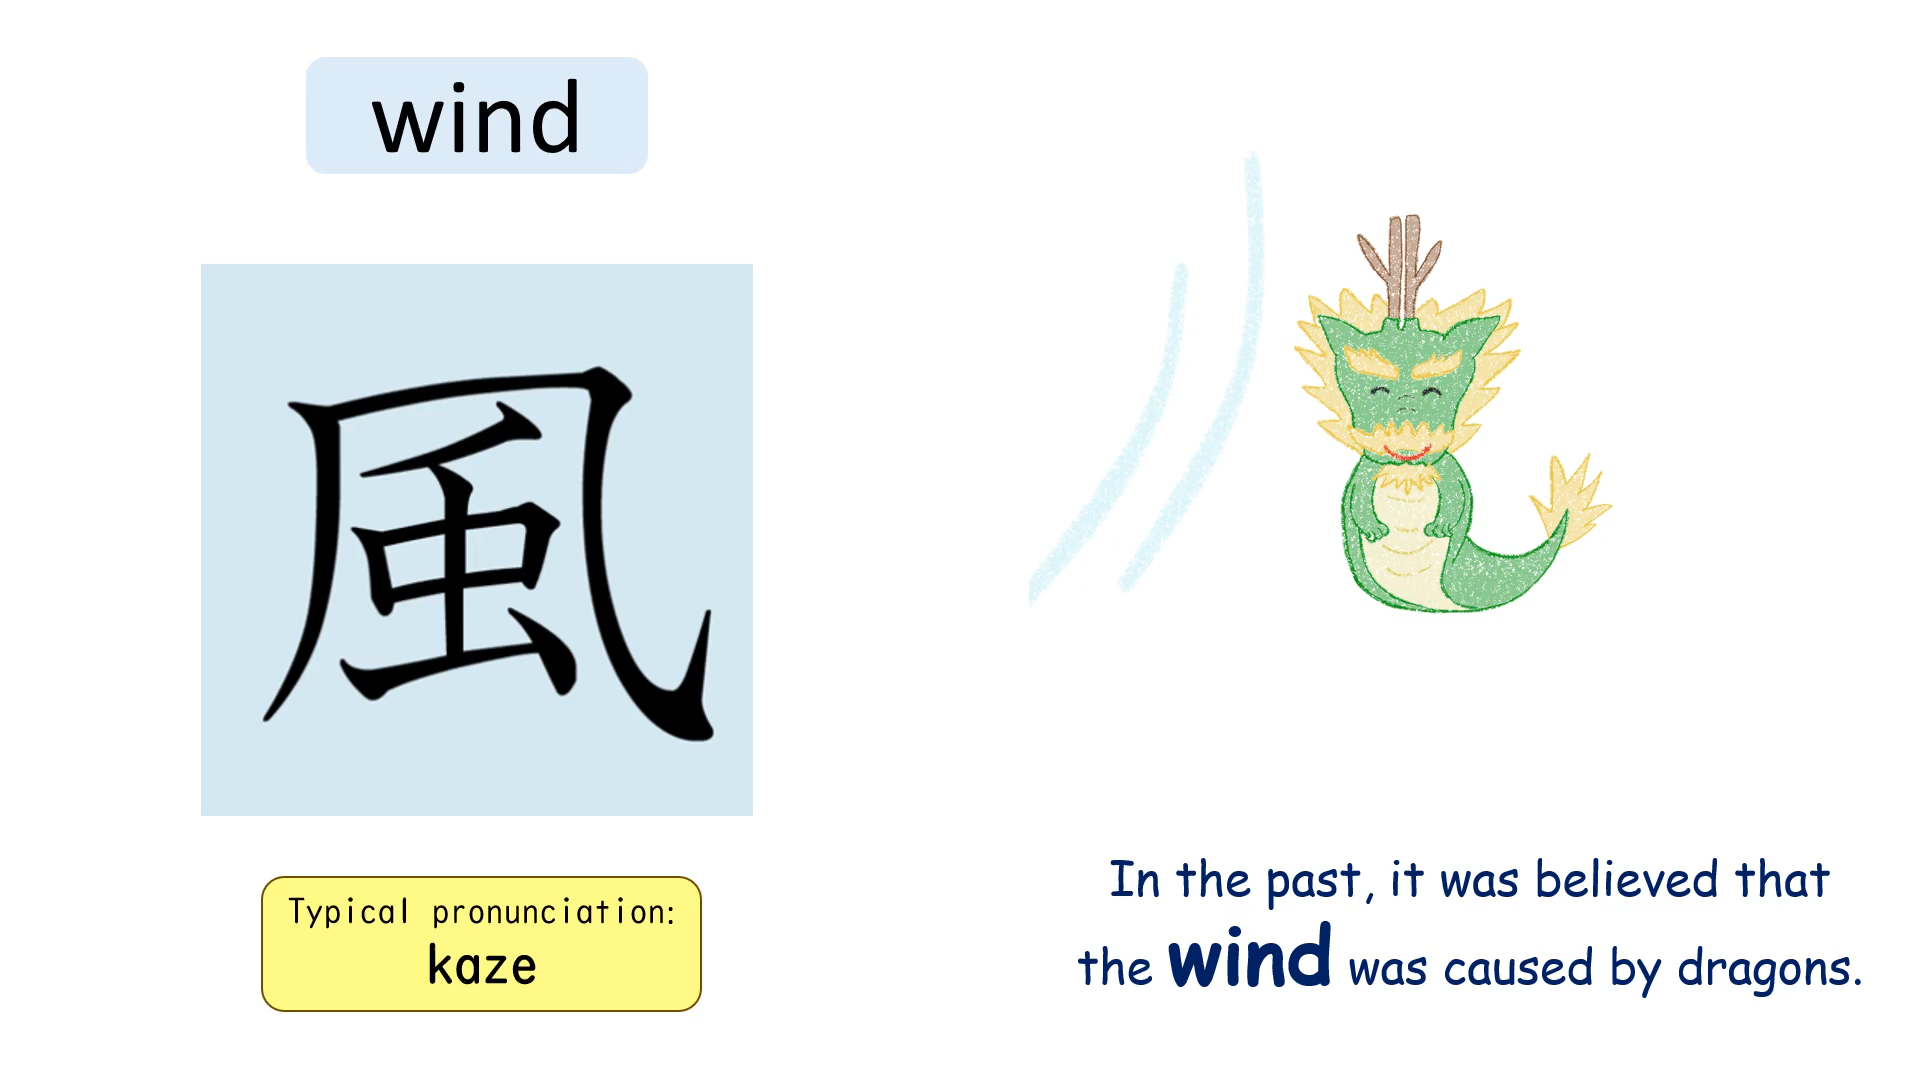 wind
風
Typical pronunciation:
kaze
In the past, it was believed that
the wind was caused by dragons.